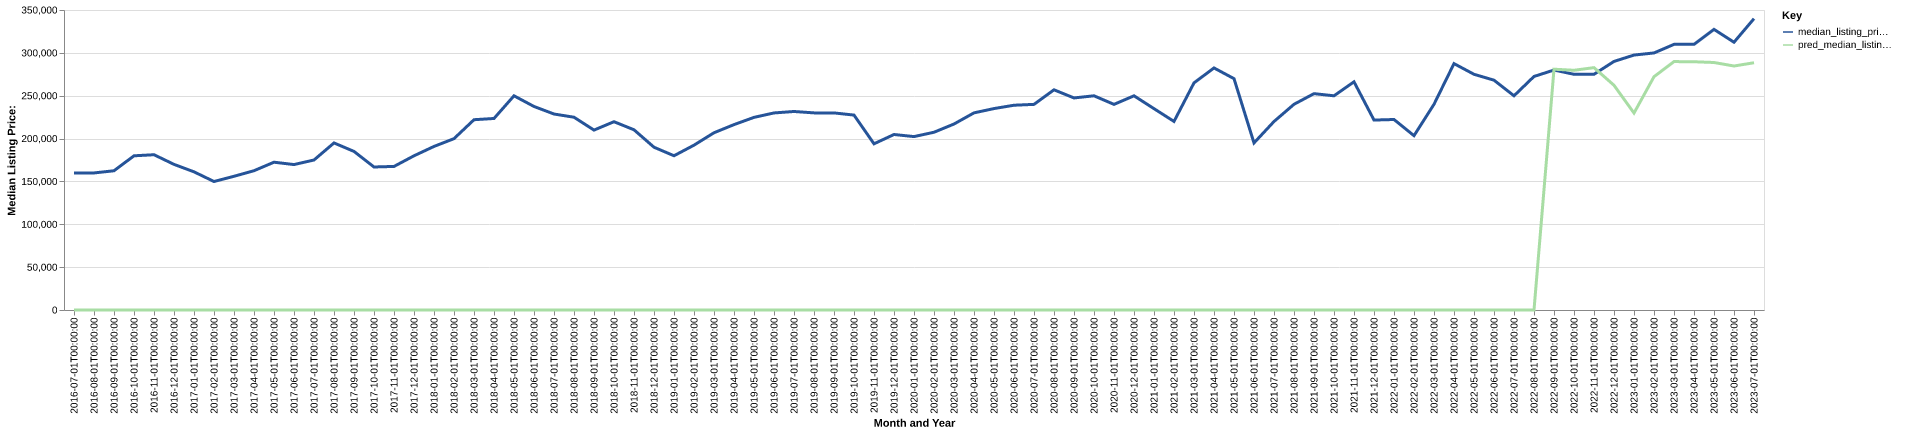 350,000
300,000
250,000
200,000
150,000
100,000
50,000
0
Median Listing Price:
2016-07-01T00:00:00
2016-08-01T00:00:00
2016-09-01T00:00:00
2016-10-01T00:00:00
2016-11-01T00:00:00
2016-12-01T00:00:00
2017-01-01T00:00:00
2017-02-01T00:00:00
2017-03-01T00:00:00
2017-04-01T00:00:00
2017-05-01T00:00:00
2017-06-01T00:00:00
2017-07-01T00:00:00
2017-08-01T00:00:00
2017-09-01T00:00:00
2017-10-01T00:00:00
2017-11-01T00:00:00
2017-12-01T00:00:00
2018-01-01T00:00:00
2018-02-01T00:00:00
2018-03-01T00:00:00
2018-04-01T00:00:00
2018-05-01T00:00:00
2018-06-01T00:00:00
2018-07-01T00:00:00
2018-08-01T00:00:00
2018-09-01T00:00:00
2018-10-01T00:00:00
2018-11-01T00:00:00
2018-12-01T00:00:00
2019-01-01T00:00:00
2019-02-01T00:00:00
2019-03-01T00:00:00
2019-04-01T00:00:00
2019-05-01T00:00:00
2019-06-01T00:00:00
2019-07-01T00:00:00
2019-08-01T00:00:00
2019-09-01T00:00:00
2019-10-01T00:00:00
2019-11-01T00:00:00
2019-12-01T00:00:00
2020-01-01T00:00:00
2020-02-01T00:00:00
2020-03-01T00:00:00
2020-04-01T00:00:00
2020-05-01T00:00:00
2020-06-01T00:00:00
2020-07-01T00:00:00
2020-08-01T00:00:00
2020-09-01T00:00:00
2020-10-01T00:00:00
2020-11-01T00:00:00
2020-12-01T00:00:00
2021-01-01T00:00:00
2021-02-01T00:00:00
2021-03-01T00:00:00
2021-04-01T00:00:00
2021-05-01T00:00:00
2021-06-01T00:00:00
2021-07-01T00:00:00
2021-08-01T00:00:00
2021-09-01T00:00:00
2021-10-01T00:00:00
2021-11-01T00:00:00
2021-12-01T00:00:00
2022-01-01T00:00:00
2022-02-01T00:00:00
2022-03-01T00:00:00
2022-04-01T00:00:00
2022-05-01T00:00:00
2022-06-01T00:00:00
2022-07-01T00:00:00
2022-08-01T00:00:00
2022-09-01T00:00:00
2022-10-01T00:00:00
2022-11-01T00:00:00
2022-12-01T00:00:00
2023-01-01T00:00:00
2023-02-01T00:00:00
2023-03-01T00:00:00
2023-04-01T00:00:00
2023-05-01T00:00:00
2023-06-01T00:00:00
2023-07-01T00:00:00
Month and Year
Key
median_listing_pri…
pred_median_listin…